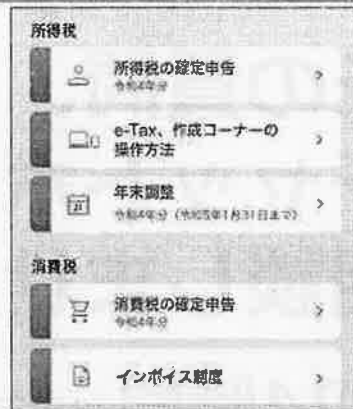 所得税
所得税の確定申告
令和4年分
e-Tax、作成コーナーの
操作方法
年末調整
令和4年分（令和5年1月31日まで）
消費税
消費税の確定申告
令和4年分
インボイス制度